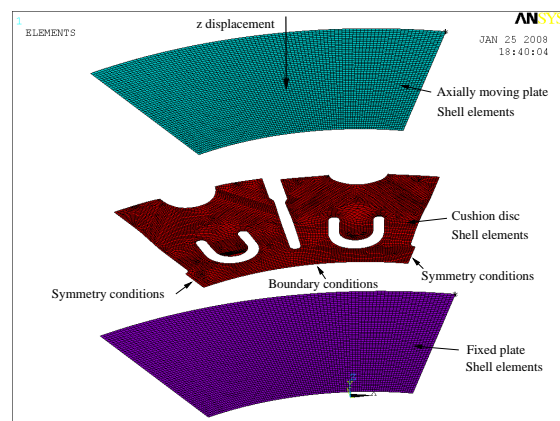 1
ELEMENTS
z displacement
ANSYS
JAN 25 2008
18:40:04
Axially moving plate
Shell elements
Cushion disc
Shell elements
Symmetry conditions
Boundary conditions
Symmetry conditions
Fixed plate
Shell elements
X